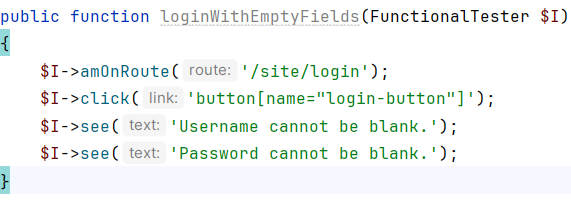 public function loginWithEmptyFields(FunctionalTester $I)
{
    $I->amOnRoute( route: '/site/login');
    $I->click( link: 'button[name="login-button"]');
    $I->see( text: 'Username cannot be blank.');
    $I->see( text: 'Password cannot be blank.');
}